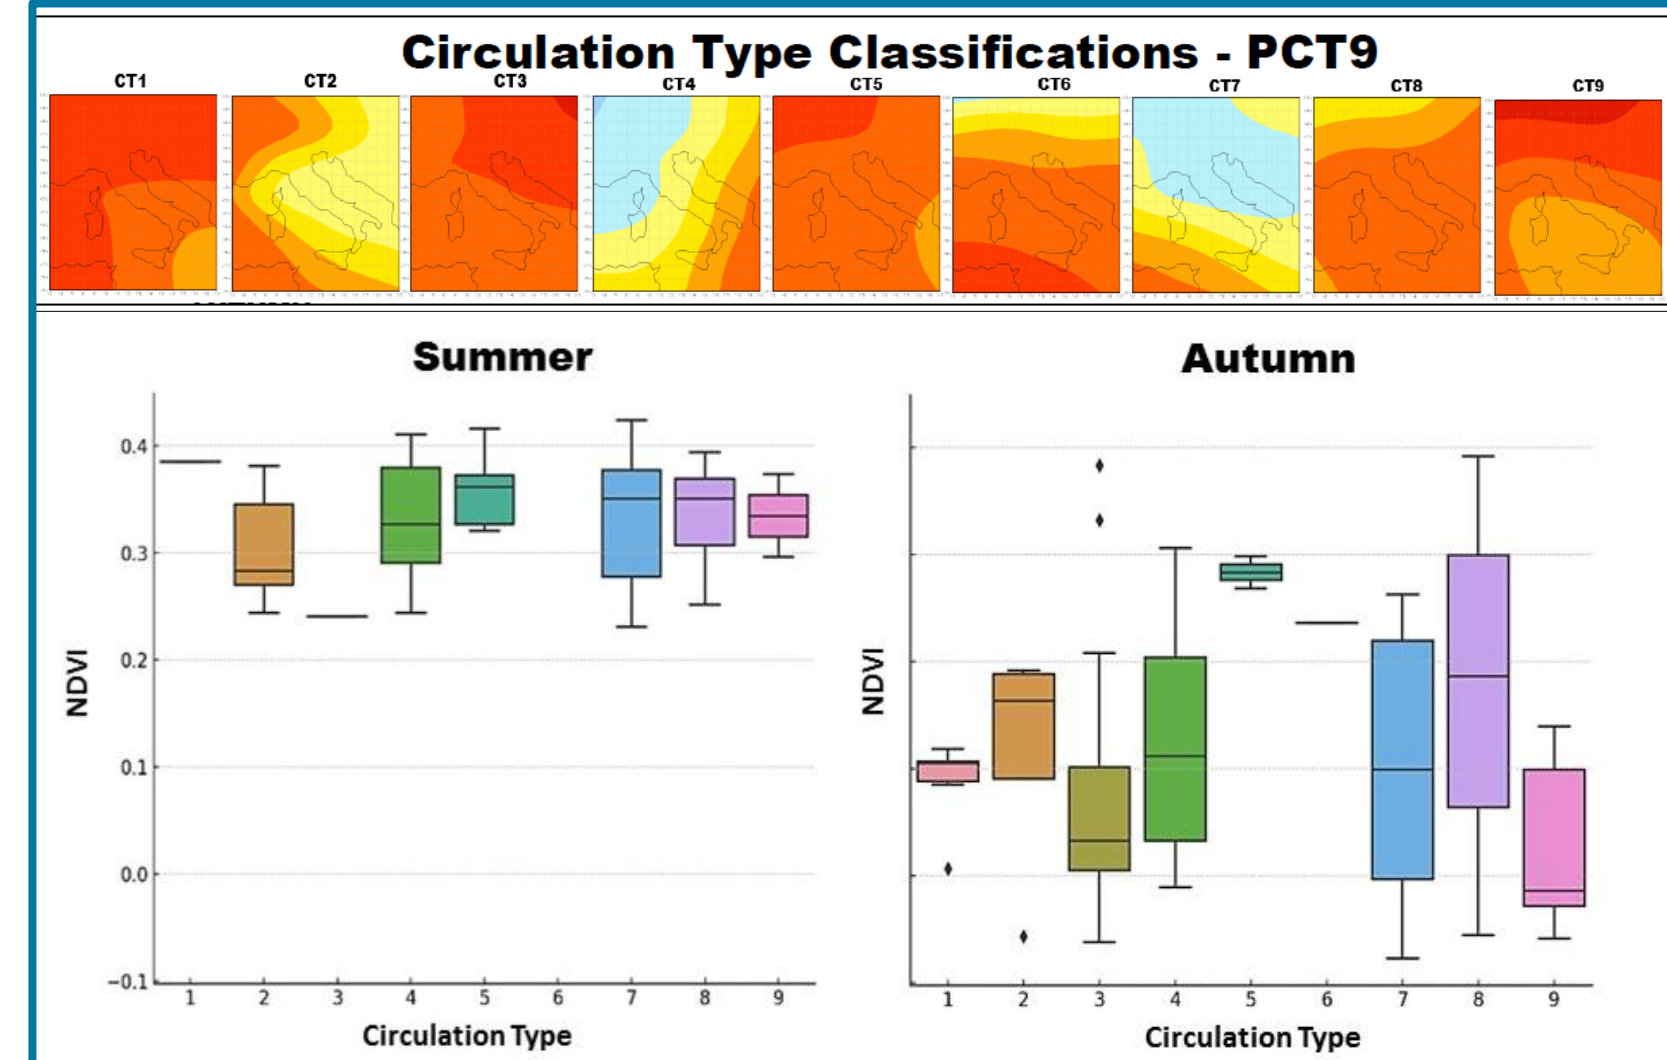 Circulation Type Classifications - PCT9
CT1 CT2 CT3 CT4 CT5 CT6 CT7 CT8 CT9
Summer Autumn
0.4
0.3
0.2
0.1
0.0
−0.1
NDVI
NDVI
1 2 3 4 5 6 7 8 9
1 2 3 4 5 6 7 8 9
Circulation Type
Circulation Type